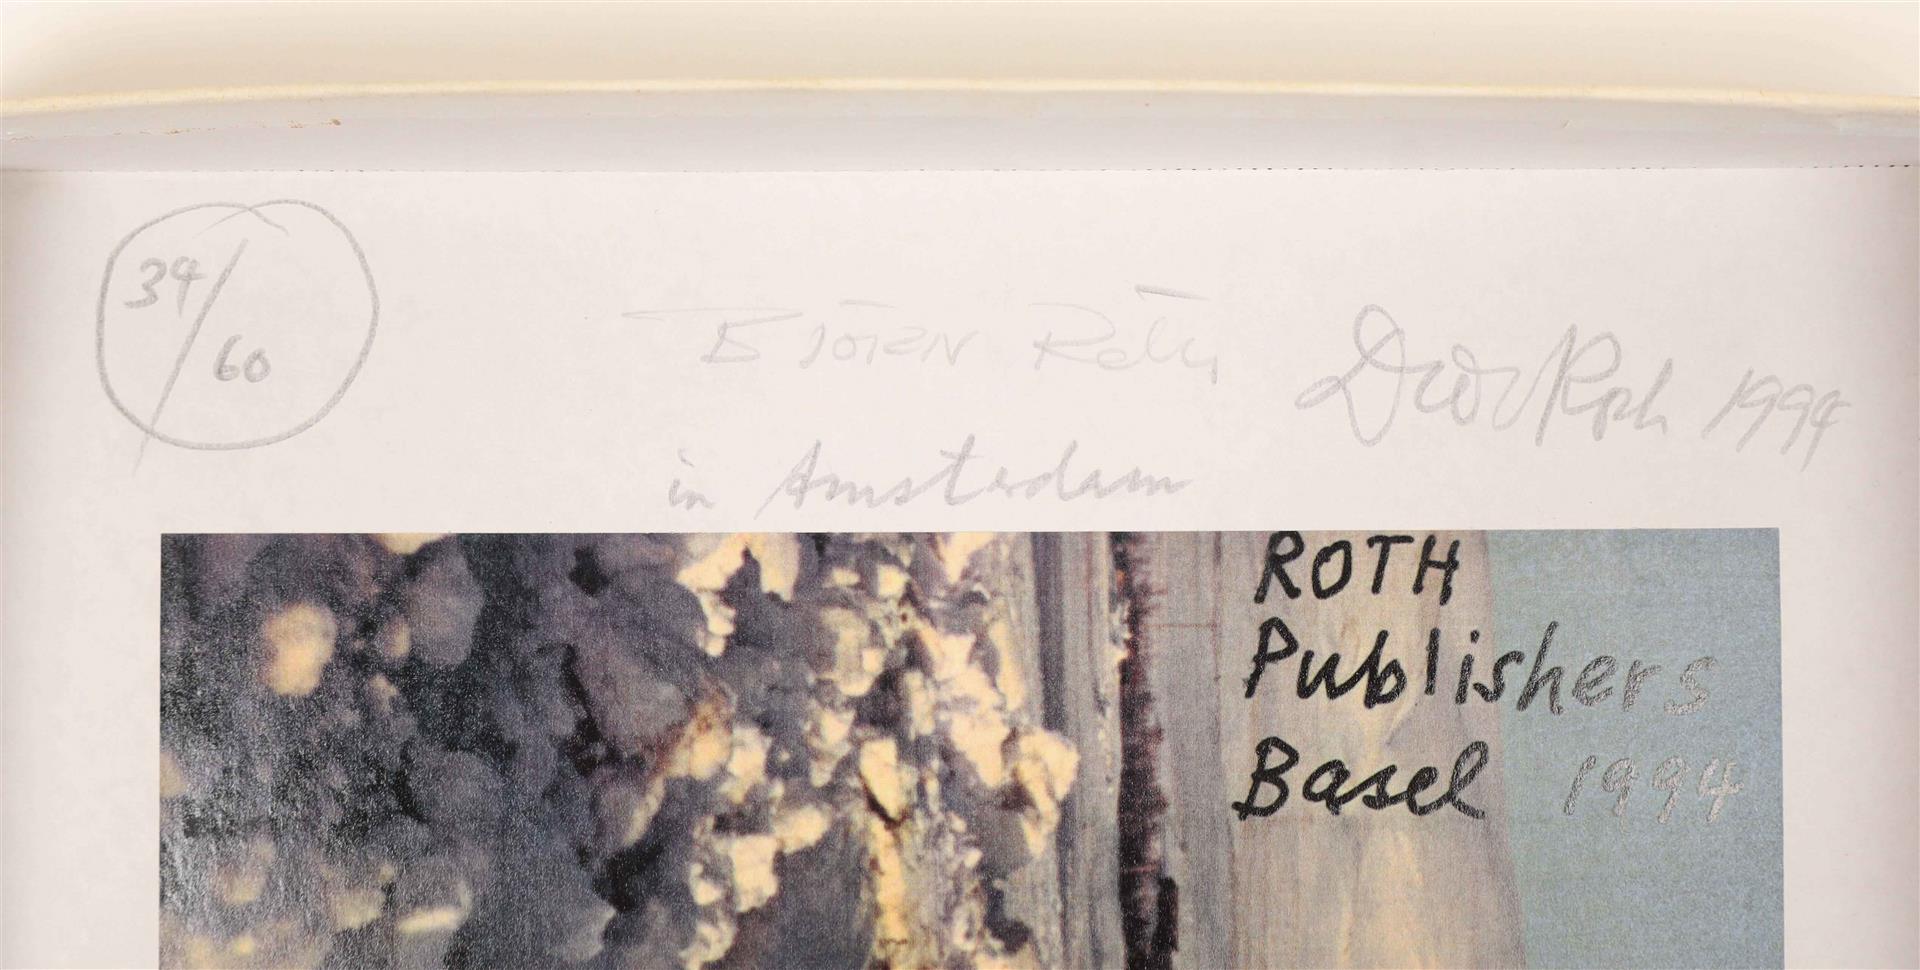 34/60
BJÖRN Roth
Dieter Roth 1994
in Amsterdam
ROTH
Publishers
Basel 1994